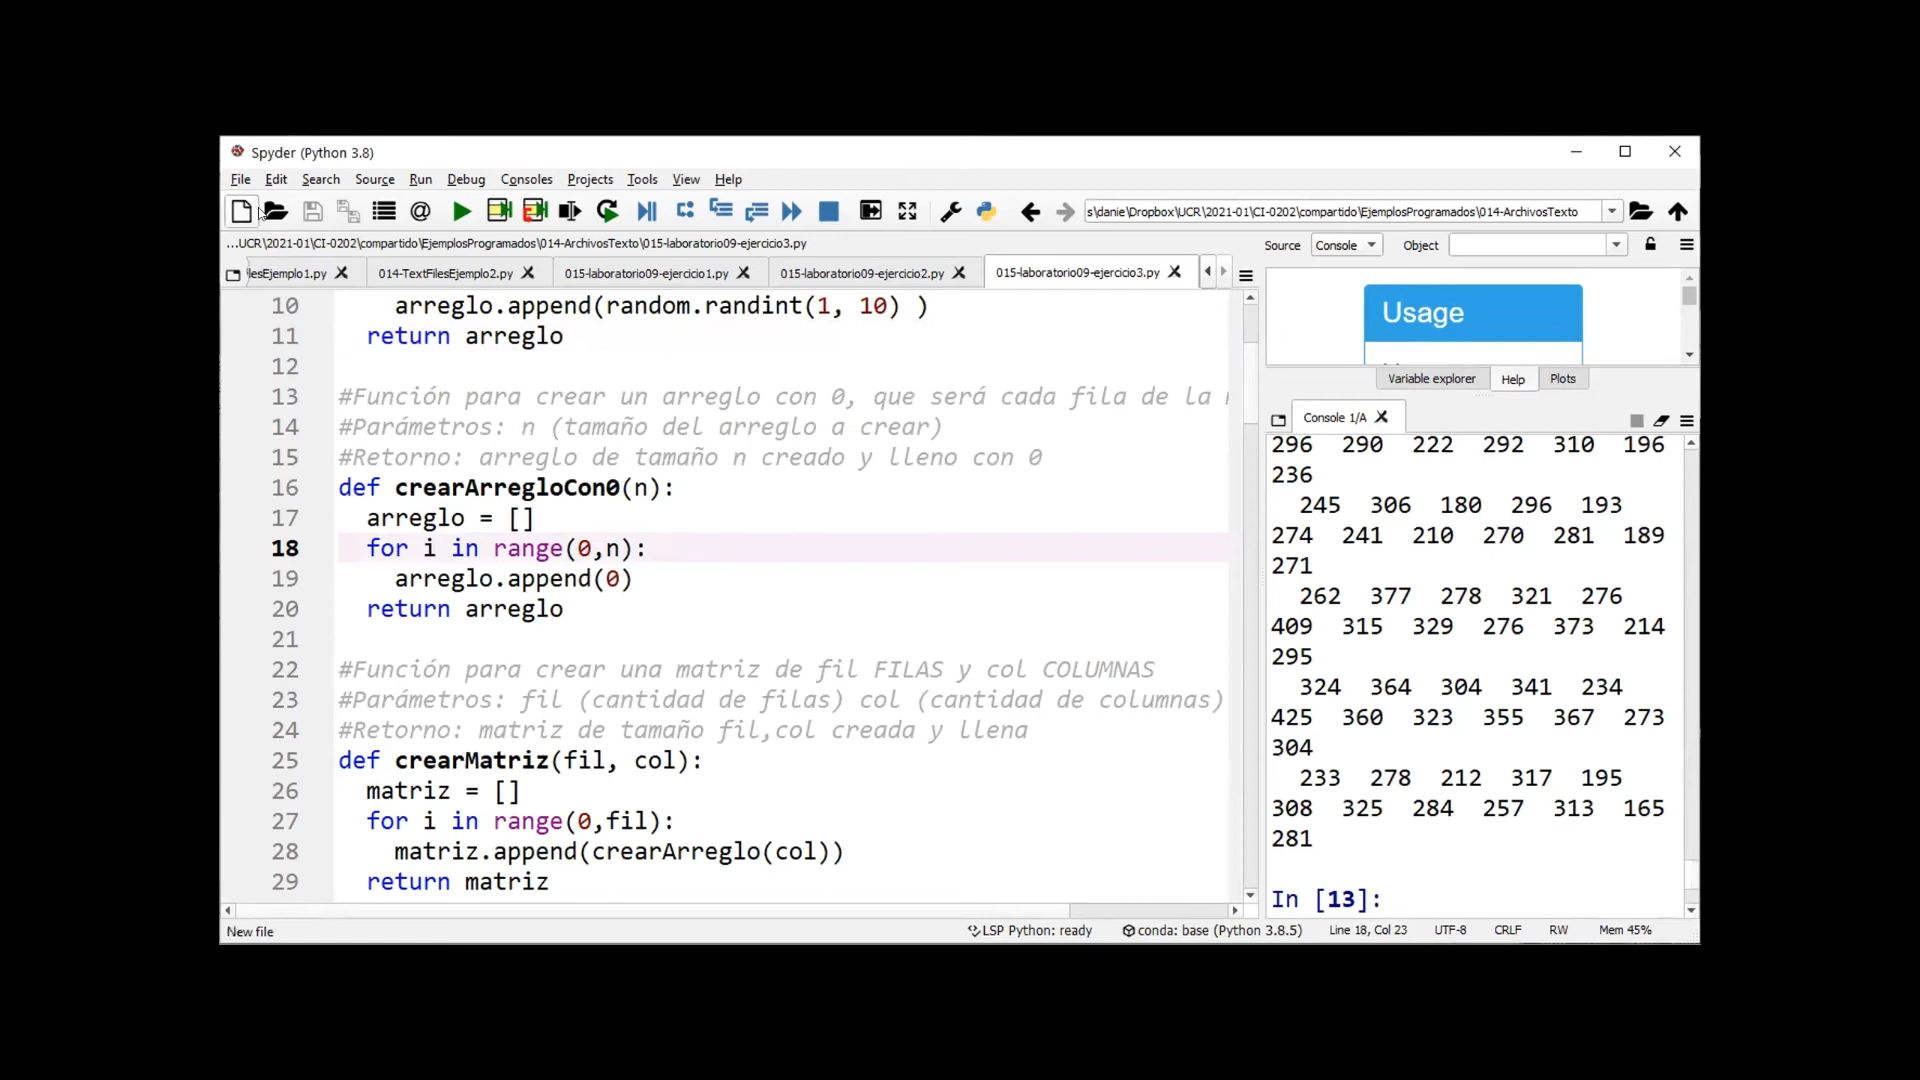 Spyder (Python 3.8)
File Edit Search Source Run Debug Consoles Projects Tools View Help
s\danie\Dropbox\UCR\2021-01\CI-0202\compartido\EjemplosProgramados\014-ArchivosTexto
...UCR\2021-01\CI-0202\compartido\EjemplosProgramados\014-ArchivosTexto\015-laboratorio09-ejercicio3.py
Source Console Object
lesEjemplo1.py 014-TextFilesEjemplo2.py 015-laboratorio09-ejercicio1.py 015-laboratorio09-ejercicio2.py 015-laboratorio09-ejercicio3.py
10 arreglo.append(random.randint(1, 10) )
11 return arreglo
12
13 #Función para crear un arreglo con 0, que será cada fila de la
14 #Parámetros: n (tamaño del arreglo a crear)
15 #Retorno: arreglo de tamaño n creado y lleno con 0
16 def crearArregloCon0(n):
17 arreglo = []
18 for i in range(0,n):
19 arreglo.append(0)
20 return arreglo
21
22 #Función para crear una matriz de fil FILAS y col COLUMNAS
23 #Parámetros: fil (cantidad de filas) col (cantidad de columnas)
24 #Retorno: matriz de tamaño fil,col creada y llena
25 def crearMatriz(fil, col):
26 matriz = []
27 for i in range(0,fil):
28 matriz.append(crearArreglo(col))
29 return matriz
Usage
Variable explorer Help Plots
Console 1/A
296 290 222 292 310 196
236
245 306 180 296 193
274 241 210 270 281 189
271
262 377 278 321 276
409 315 329 276 373 214
295
324 364 304 341 234
425 360 323 355 367 273
304
233 278 212 317 195
308 325 284 257 313 165
281
In [13]:
New file LSP Python: ready conda: base (Python 3.8.5) Line 18, Col 23 UTF-8 CRLF RW Mem 45%